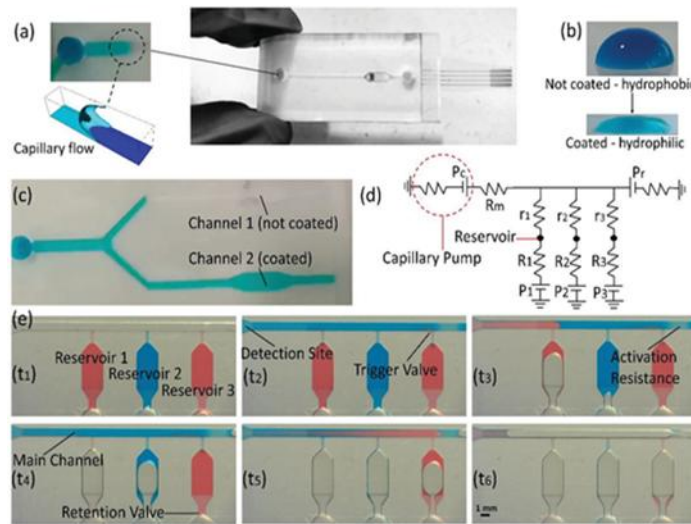 (a)
Capillary flow
(b)
Not coated - hydrophobic
Coated - hydrophilic
(c)
Channel 1 (not coated)
Channel 2 (coated)
(d)
Pc
Rm
Pr
r1
r2
r3
Reservoir
R1
R2
R3
Capillary Pump
P1
P2
P3
(e)
Reservoir 1
Reservoir 2
Reservoir 3
(t1)
Detection Site
Trigger Valve
(t2)
Activation
Resistance
(t3)
Main Channel
(t4)
Retention Valve
(t5)
(t6)
1 mm